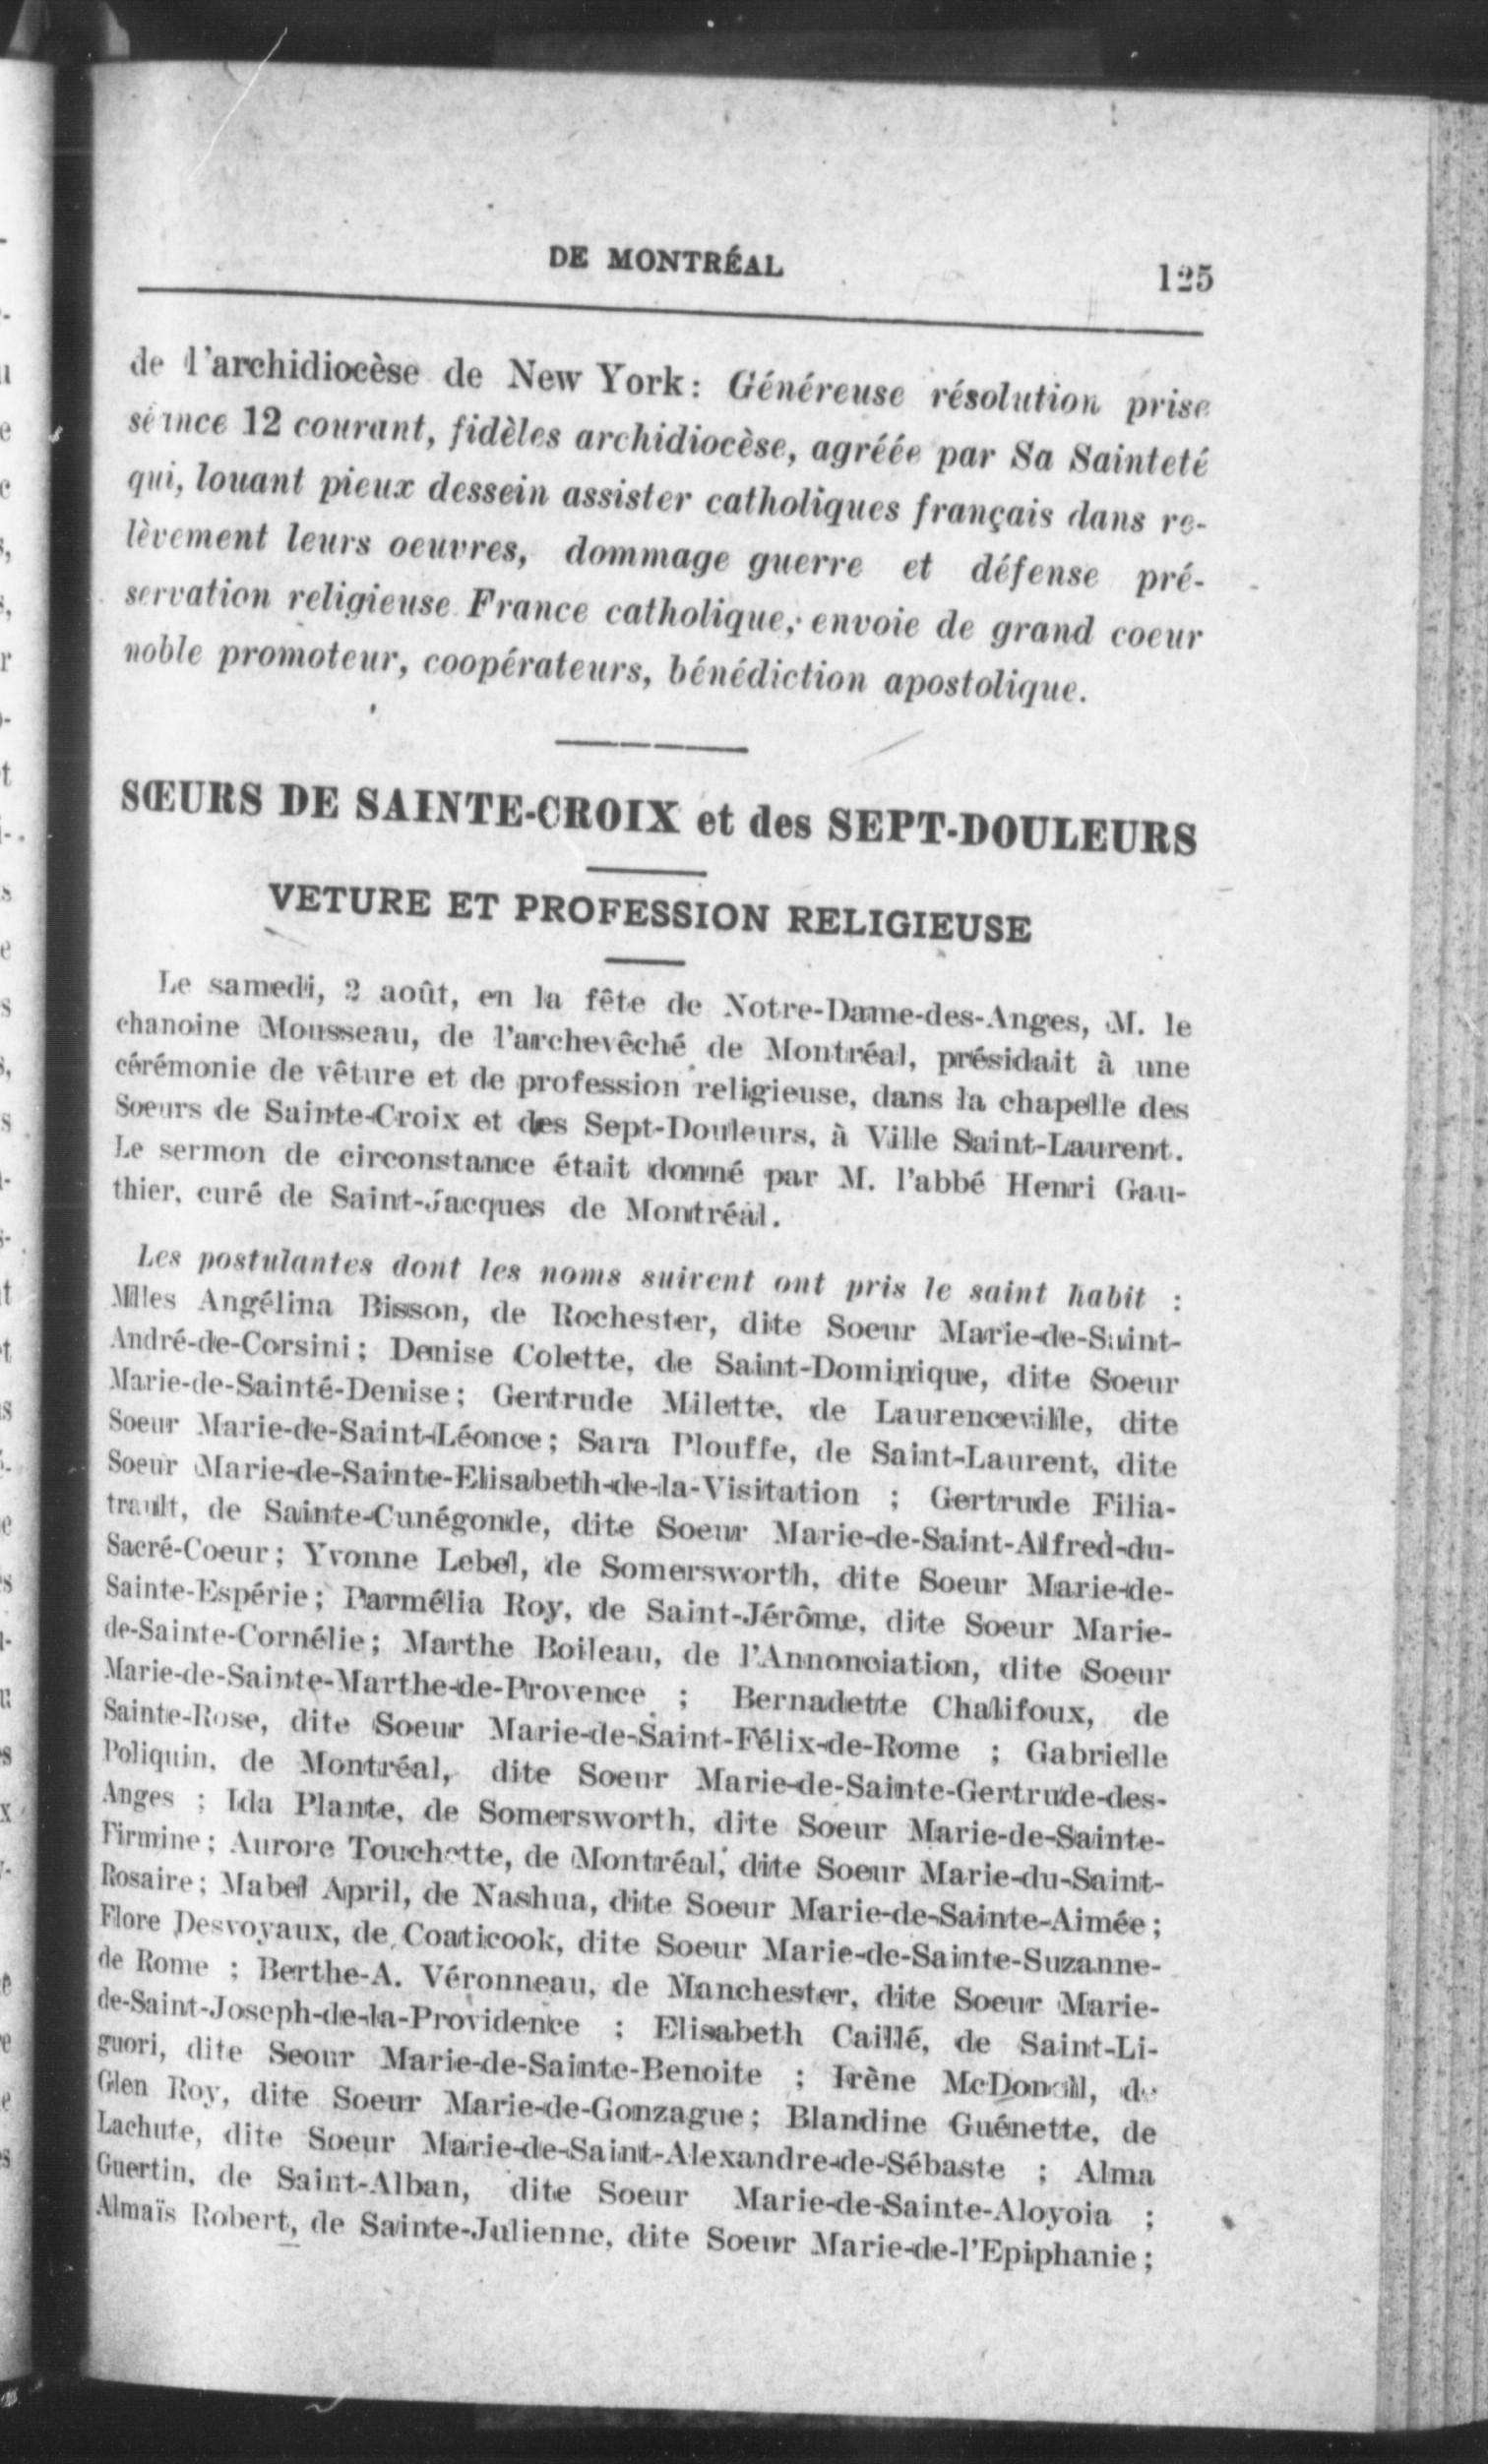 DE MONTRÉAL
125
de l'archidiocèse de New York: Généreuse résolution prise
séance 12 courant, fidèles archidiocèse, agréée par Sa Sainteté
qui, louant pieux dessein assister catholiques français dans re-
lèvement leurs oeuvres, dommage guerre et défense pré-
servation religieuse France catholique, envoie de grand coeur
noble promoteur, coopérateurs, bénédiction apostolique.
SŒURS DE SAINTE-CROIX et des SEPT-DOULEURS
VETURE ET PROFESSION RELIGIEUSE
Le samedi, 2 août, en la fête de Notre-Dame-des-Anges, M. le
chanoine Mousseau, de l'archevêché de Montréal, présidait à une
cérémonie de vêture et de profession religieuse, dans la chapelle des
Soeurs de Sainte-Croix et des Sept-Douleurs, à Ville Saint-Laurent.
Le sermon de circonstance était donné par M. l'abbé Henri Gau-
thier, curé de Saint-Jacques de Montréal.
Les postulantes dont les noms suivent ont pris le saint habit :
Mlles Angélina Bisson, de Rochester, dite Soeur Marie-de-Saint-
André-de-Corsini; Denise Colette, de Saint-Dominique, dite Soeur
Marie-de-Sainté-Denise; Gertrude Milette, de Laurenceville, dite
Soeur Marie-de-Saint-Léonce; Sara Plouffe, de Saint-Laurent, dite
Soeur Marie-de-Sainte-Elisabeth-de-la-Visitation ; Gertrude Filia-
trault, de Sainte-Cunégonde, dite Soeur Marie-de-Saint-Alfred-du-
Sacré-Coeur; Yvonne Lebel, de Somersworth, dite Soeur Marie-de-
Sainte-Espérie; Parmélia Roy, de Saint-Jérôme, dite Soeur Marie-
de-Sainte-Cornélie; Marthe Boileau, de l'Annonciation, dite Soeur
Marie-de-Sainte-Marthe-de-Provence ; Bernadette Chalifoux, de
Sainte-Rose, dite Soeur Marie-de-Saint-Félix-de-Rome ; Gabrielle
Poliquin, de Montréal, dite Soeur Marie-de-Sainte-Gertrude-des-
Anges ; Ida Plante, de Somersworth, dite Soeur Marie-de-Sainte-
Firmine; Aurore Touchette, de Montréal, dite Soeur Marie-du-Saint-
Rosaire; Mabel April, de Nashua, dite Soeur Marie-de-Sainte-Aimée;
Flore Desvoyaux, de Coaticook, dite Soeur Marie-de-Sainte-Suzanne-
de Rome ; Berthe-A. Véronneau, de Manchester, dite Soeur Marie-
de-Saint-Joseph-de-la-Providence ; Elisabeth Caillé, de Saint-Li-
guori, dite Seour Marie-de-Sainte-Benoite ; Irène McDonell, de
Glen Roy, dite Soeur Marie-de-Gonzague; Blandine Guénette, de
Lachute, dite Soeur Marie-de-Saint-Alexandre-de-Sébaste ; Alma
Guertin, de Saint-Alban, dite Soeur Marie-de-Sainte-Aloyoia ;
Almaïs Robert, de Sainte-Julienne, dite Soeur Marie-de-l'Epiphanie;